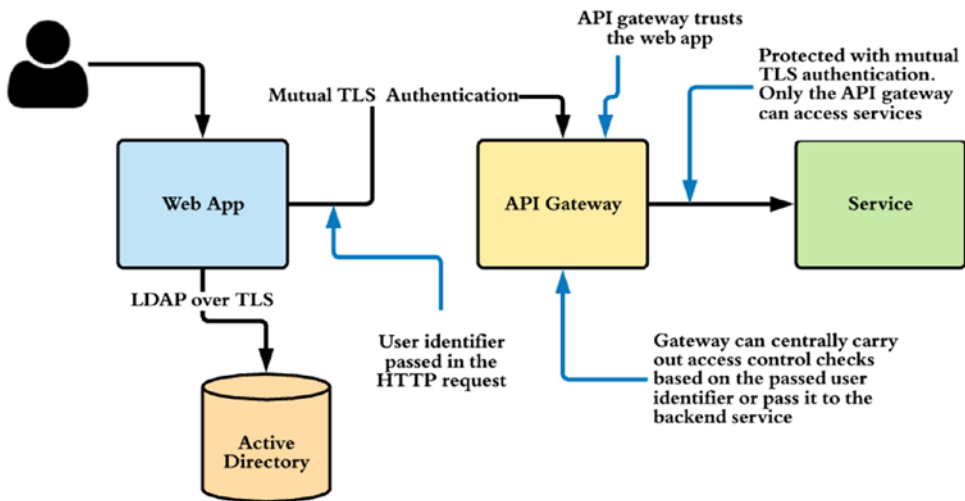 API gateway trusts
the web app
Protected with mutual
TLS authentication.
Only the API gateway
can access services
Mutual TLS Authentication
Web App
API Gateway
Service
LDAP over TLS
User identifier
passed in the
HTTP request
Gateway can centrally carry
out access control checks
based on the passed user
identifier or pass it to the
backend service
Active
Directory